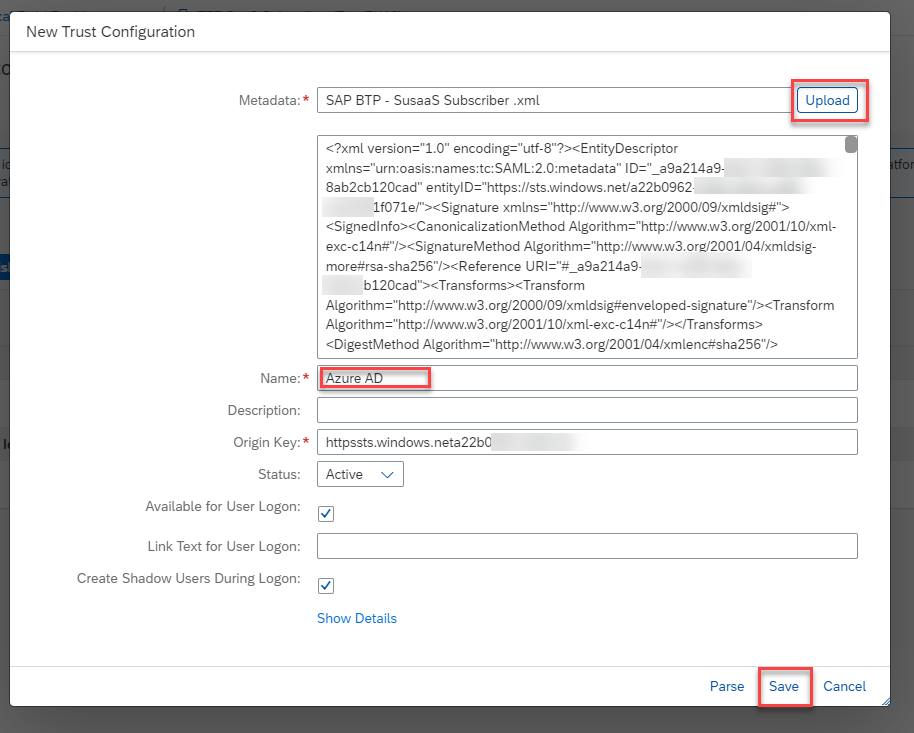 New Trust Configuration
Metadata:* SAP BTP - SusaaS Subscriber .xml Upload
<?xml version="1.0" encoding="utf-8"?><EntityDescriptor
xmlns="urn:oasis:names:tc:SAML:2.0:metadata" ID="_a9a214a9-
8ab2cb120cad" entityID="https://sts.windows.net/a22b0962-
1f071e/"><Signature xmlns="http://www.w3.org/2000/09/xmldsig#">
<SignedInfo><CanonicalizationMethod Algorithm="http://www.w3.org/2001/10/xml-
exc-c14n#"/><SignatureMethod Algorithm="http://www.w3.org/2001/04/xmldsig-
more#rsa-sha256"/><Reference URI="#_a9a214a9-
b120cad"><Transforms><Transform
Algorithm="http://www.w3.org/2000/09/xmldsig#enveloped-signature"/><Transform
Algorithm="http://www.w3.org/2001/10/xml-exc-c14n#"/></Transforms>
<DigestMethod Algorithm="http://www.w3.org/2001/04/xmlenc#sha256"/>
Name:* Azure AD
Description:
Origin Key:* httpssts.windows.neta22b0
Status: Active
Available for User Logon:
Link Text for User Logon:
Create Shadow Users During Logon:
Show Details
Parse Save Cancel